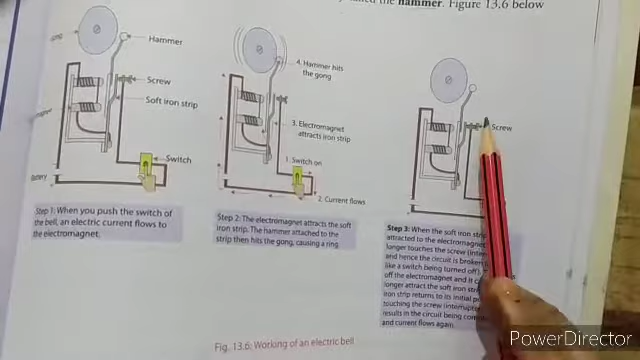 the hammer. Figure 13.6 below
Hammer
Screw
Soft iron strip
Switch
Battery
Step 1: When you push the switch of
the bell, an electric current flows to
the electromagnet.
4. Hammer hits
the gong
3. Electromagnet
attracts iron strip
1. Switch on
2. Current flows
Step 2: The electromagnet attracts the soft
iron strip. The hammer attached to the
strip then hits the gong, causing a ring.
Screw
Step 3: When the soft iron strip
attracted to the electromagnet
longer touches the screw
and hence the circuit is broken
like a switch being turned off).
off the electromagnet and it
longer attract the soft iron
iron strip returns to its initial
touching the screw
results in the circuit being
and current flows again.
Fig. 13.6: Working of an electric bell
PowerDirector